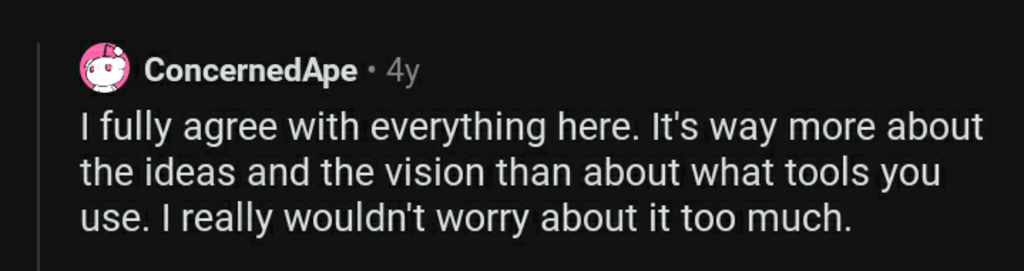 ConcernedApe • 4y
I fully agree with everything here. It's way more about
the ideas and the vision than about what tools you
use. I really wouldn't worry about it too much.